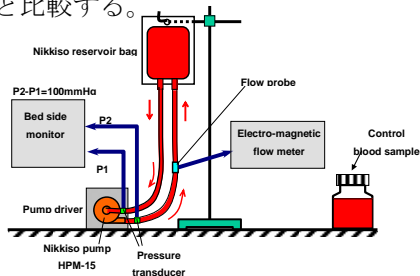 と比較する。
Nikkiso reservoir bag
P2-P1=100mmHg
Flow probe
Bed side
monitor
P2
P1
Electro-magnetic
flow meter
Control
blood sample
Pump driver
Nikkiso pump
HPM-15
Pressure
transducer